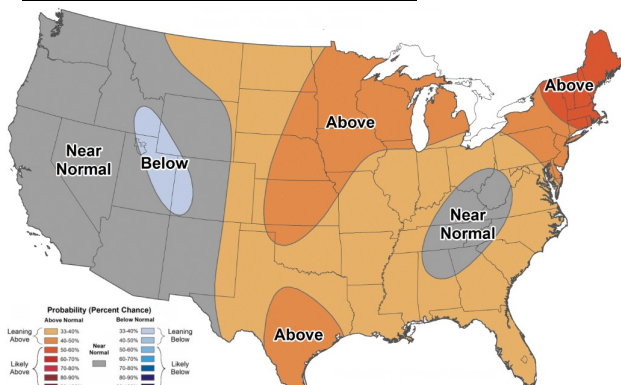 Above
Above
Near
Normal
Below
Near
Normal
Above
Probability (Percent Chance)
Above Normal
Below Normal
Leaning
Above
33-40%
40-50%
Near
Normal
33-40%
40-50%
Leaning
Below
Likely
Above
50-60%
60-70%
70-80%
80-90%
50-60%
60-70%
70-80%
80-90%
Likely
Below